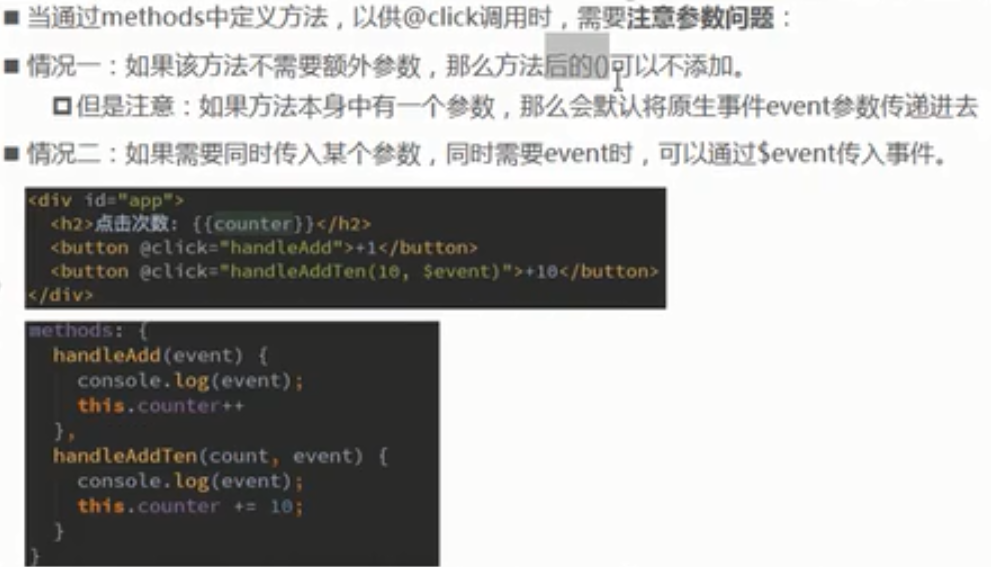 ■ 当通过methods中定义方法，以供@click调用时，需要注意参数问题：
■ 情况一：如果该方法不需要额外参数，那么方法后的()可以不添加。
但是注意：如果方法本身中有一个参数，那么会默认将原生事件event参数传递进去
■ 情况二：如果需要同时传入某个参数，同时需要event时，可以通过$event传入事件。
<div id="app">
<h2>点击次数: {{counter}}</h2>
<button @click="handleAdd">+1</button>
<button @click="handleAddTen(10, $event)">+10</button>
</div>
methods: {
handleAdd(event) {
console.log(event);
this.counter++
},
handleAddTen(count, event) {
console.log(event);
this.counter += 10;
}
}